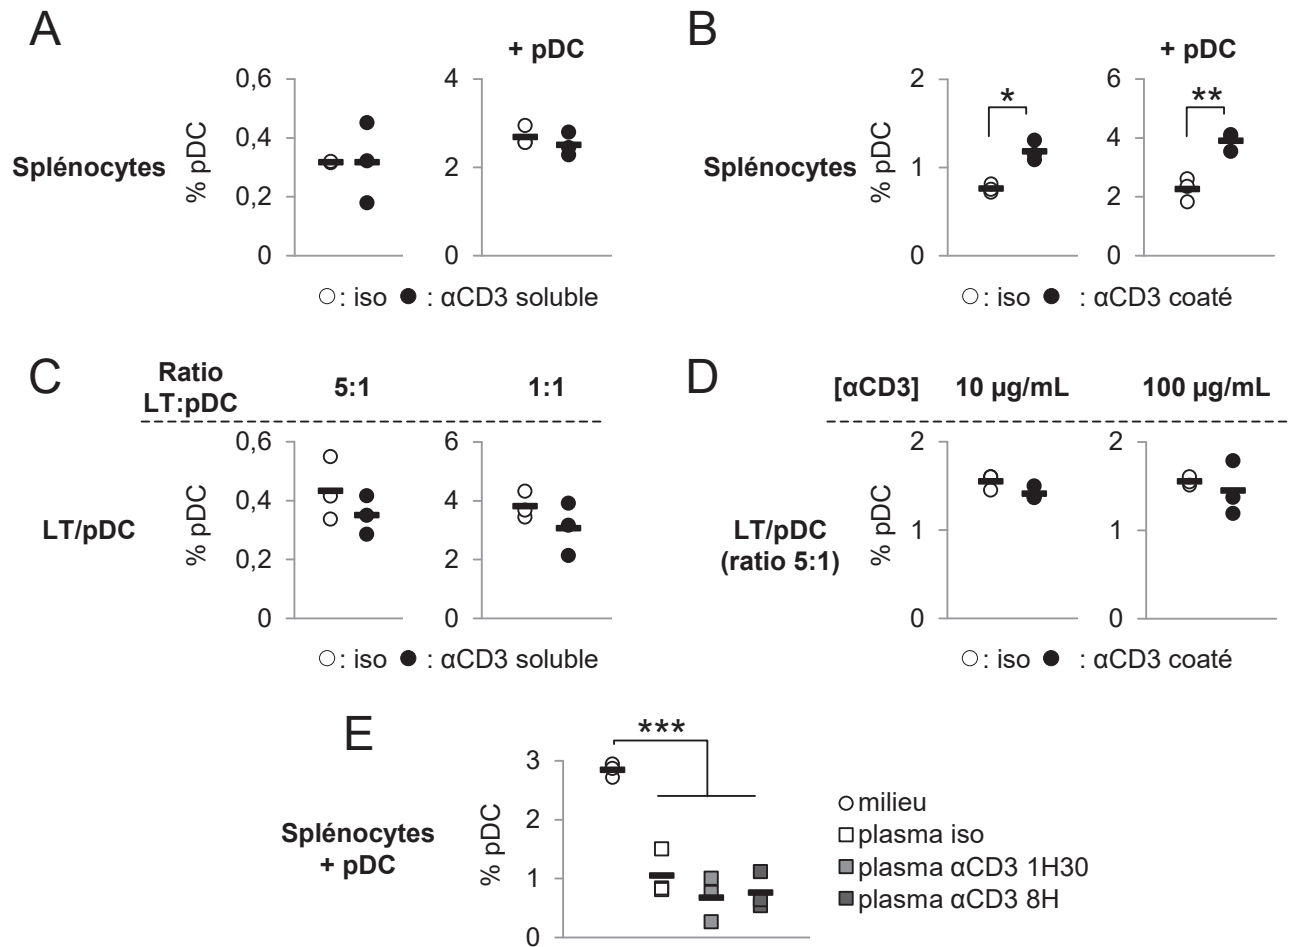 A
B
+ pDC
+ pDC
0,6
0,4
0,2
0
4
2
0
2
1
0
6
4
2
0
% pDC
% pDC
Splénocytes
Splénocytes
*
**
: iso : αCD3 soluble
: iso : αCD3 coaté
C
D
Ratio
LT:pDC
5:1
1:1
[αCD3]
10 µg/mL
100 µg/mL
0,6
0,4
0,2
0
6
4
2
0
2
1
0
2
1
0
% pDC
% pDC
LT/pDC
LT/pDC
(ratio 5:1)
: iso : αCD3 soluble
: iso : αCD3 coaté
E
***
3
2
1
0
% pDC
Splénocytes
+ pDC
milieu
plasma iso
plasma αCD3 1H30
plasma αCD3 8H